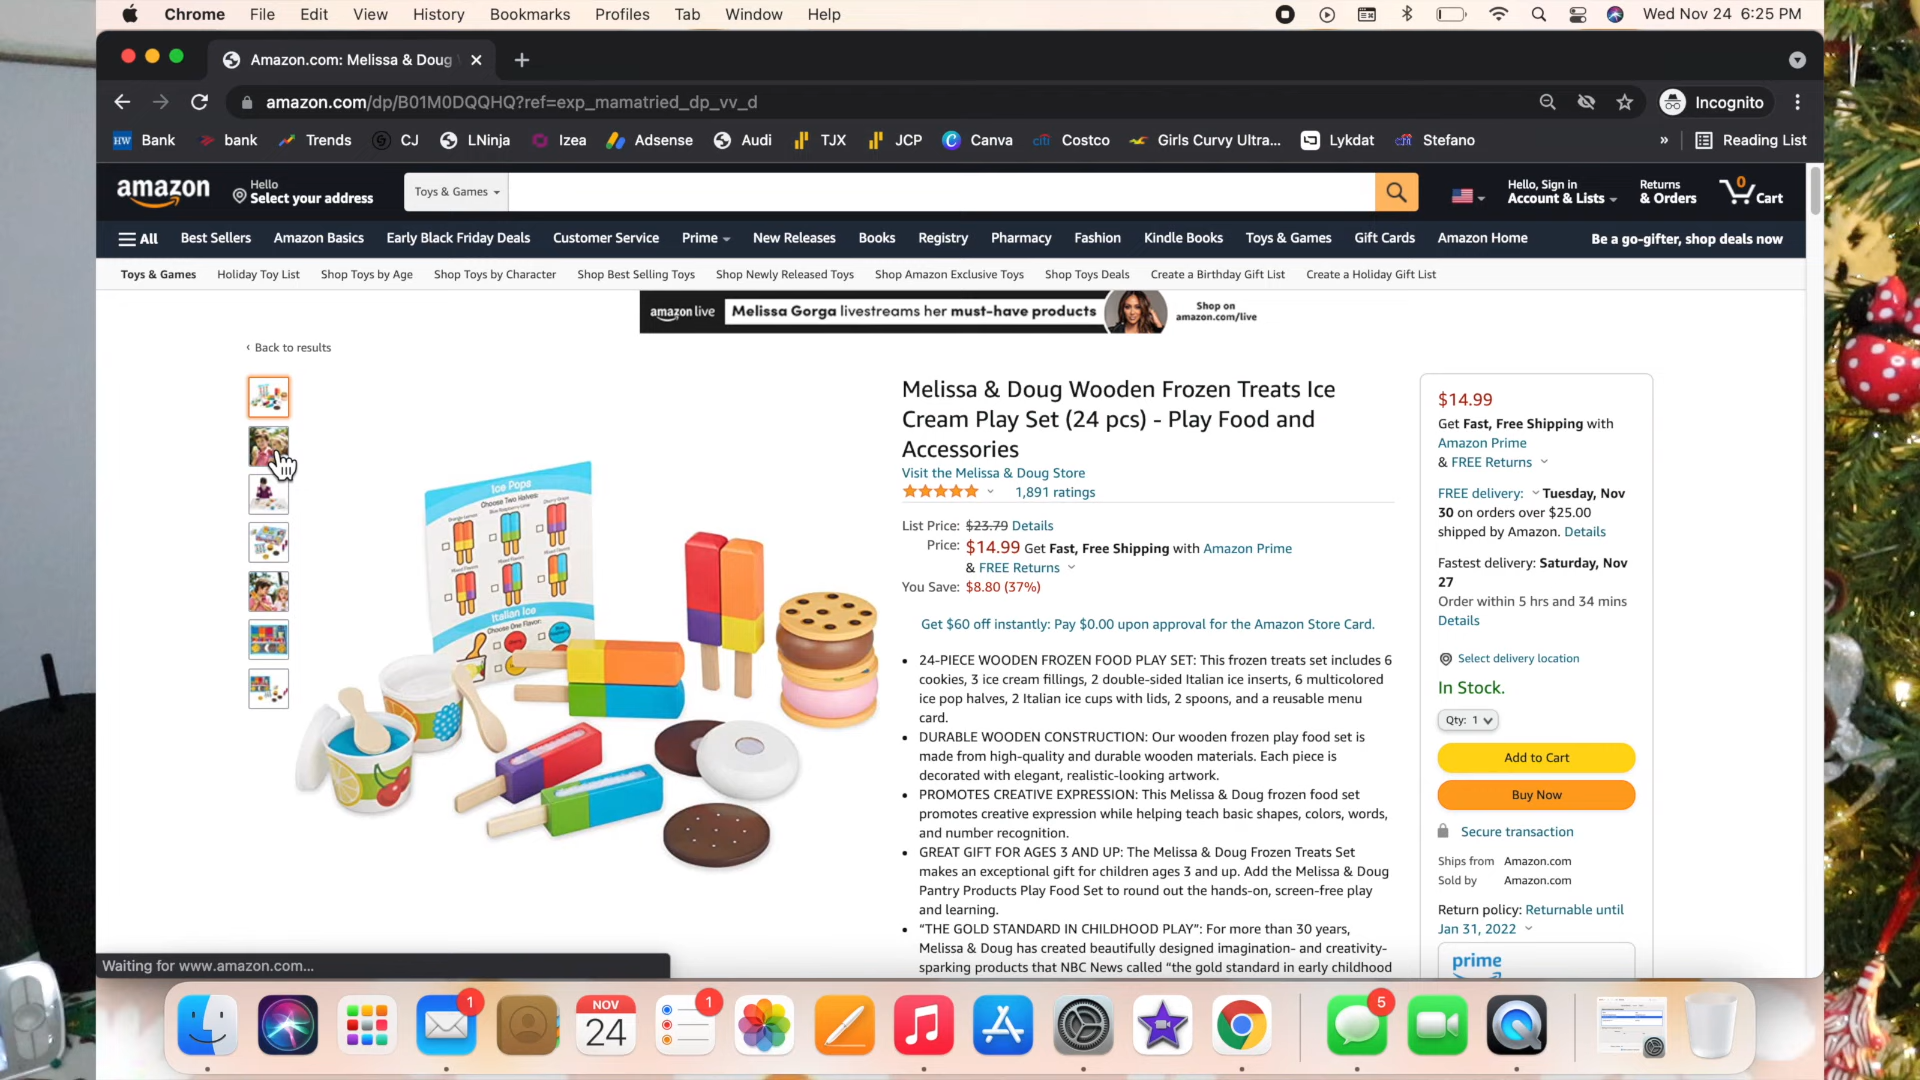 Chrome File Edit View History Bookmarks Profiles Tab Window Help Wed Nov 24 6:25 PM
Amazon.com: Melissa & Doug
amazon.com/dp/B01M0DQQHQ?ref=exp_mamatried_dp_vv_d Incognito
HW Bank bank Trends CJ LNinja Izea Adsense Audi TJX JCP Canva citi Costco Girls Curvy Ultra... Lykdat citi Stefano » Reading List
amazon Hello Toys & Games Hello, Sign in Returns 0
Select your address Account & Lists & Orders Cart
All Best Sellers Amazon Basics Early Black Friday Deals Customer Service Prime New Releases Books Registry Pharmacy Fashion Kindle Books Toys & Games Gift Cards Amazon Home Be a go-gifter, shop deals now
Toys & Games Holiday Toy List Shop Toys by Age Shop Toys by Character Shop Best Selling Toys Shop Newly Released Toys Shop Amazon Exclusive Toys Shop Toys Deals Create a Birthday Gift List Create a Holiday Gift List
amazon live Melissa Gorga livestreams her must-have products Shop on
amazon.com/live
‹ Back to results
Ice Pops
Choose Two Halves:
Italian Ice
Choose One Flavor:
Melissa & Doug Wooden Frozen Treats Ice
Cream Play Set (24 pcs) - Play Food and
Accessories
Visit the Melissa & Doug Store
1,891 ratings
List Price: $23.79 Details
Price: $14.99 Get Fast, Free Shipping with Amazon Prime
& FREE Returns
You Save: $8.80 (37%)
Get $60 off instantly: Pay $0.00 upon approval for the Amazon Store Card.
• 24-PIECE WOODEN FROZEN FOOD PLAY SET: This frozen treats set includes 6
cookies, 3 ice cream fillings, 2 double-sided Italian ice inserts, 6 multicolored
ice pop halves, 2 Italian ice cups with lids, 2 spoons, and a reusable menu
card.
• DURABLE WOODEN CONSTRUCTION: Our wooden frozen play food set is
made from high-quality and durable wooden materials. Each piece is
decorated with elegant, realistic-looking artwork.
• PROMOTES CREATIVE EXPRESSION: This Melissa & Doug frozen food set
promotes creative expression while helping teach basic shapes, colors, words,
and number recognition.
• GREAT GIFT FOR AGES 3 AND UP: The Melissa & Doug Frozen Treats Set
makes an exceptional gift for children ages 3 and up. Add the Melissa & Doug
Pantry Products Play Food Set to round out the hands-on, screen-free play
and learning.
• “THE GOLD STANDARD IN CHILDHOOD PLAY”: For more than 30 years,
Melissa & Doug has created beautifully designed imagination- and creativity-
sparking products that NBC News called “the gold standard in early childhood
$14.99
Get Fast, Free Shipping with
Amazon Prime
& FREE Returns
FREE delivery: Tuesday, Nov
30 on orders over $25.00
shipped by Amazon. Details
Fastest delivery: Saturday, Nov
27
Order within 5 hrs and 34 mins
Details
Select delivery location
In Stock.
Qty: 1
Add to Cart
Buy Now
Secure transaction
Ships from Amazon.com
Sold by Amazon.com
Return policy: Returnable until
Jan 31, 2022
prime
Waiting for www.amazon.com...
1 NOV 1 5
24